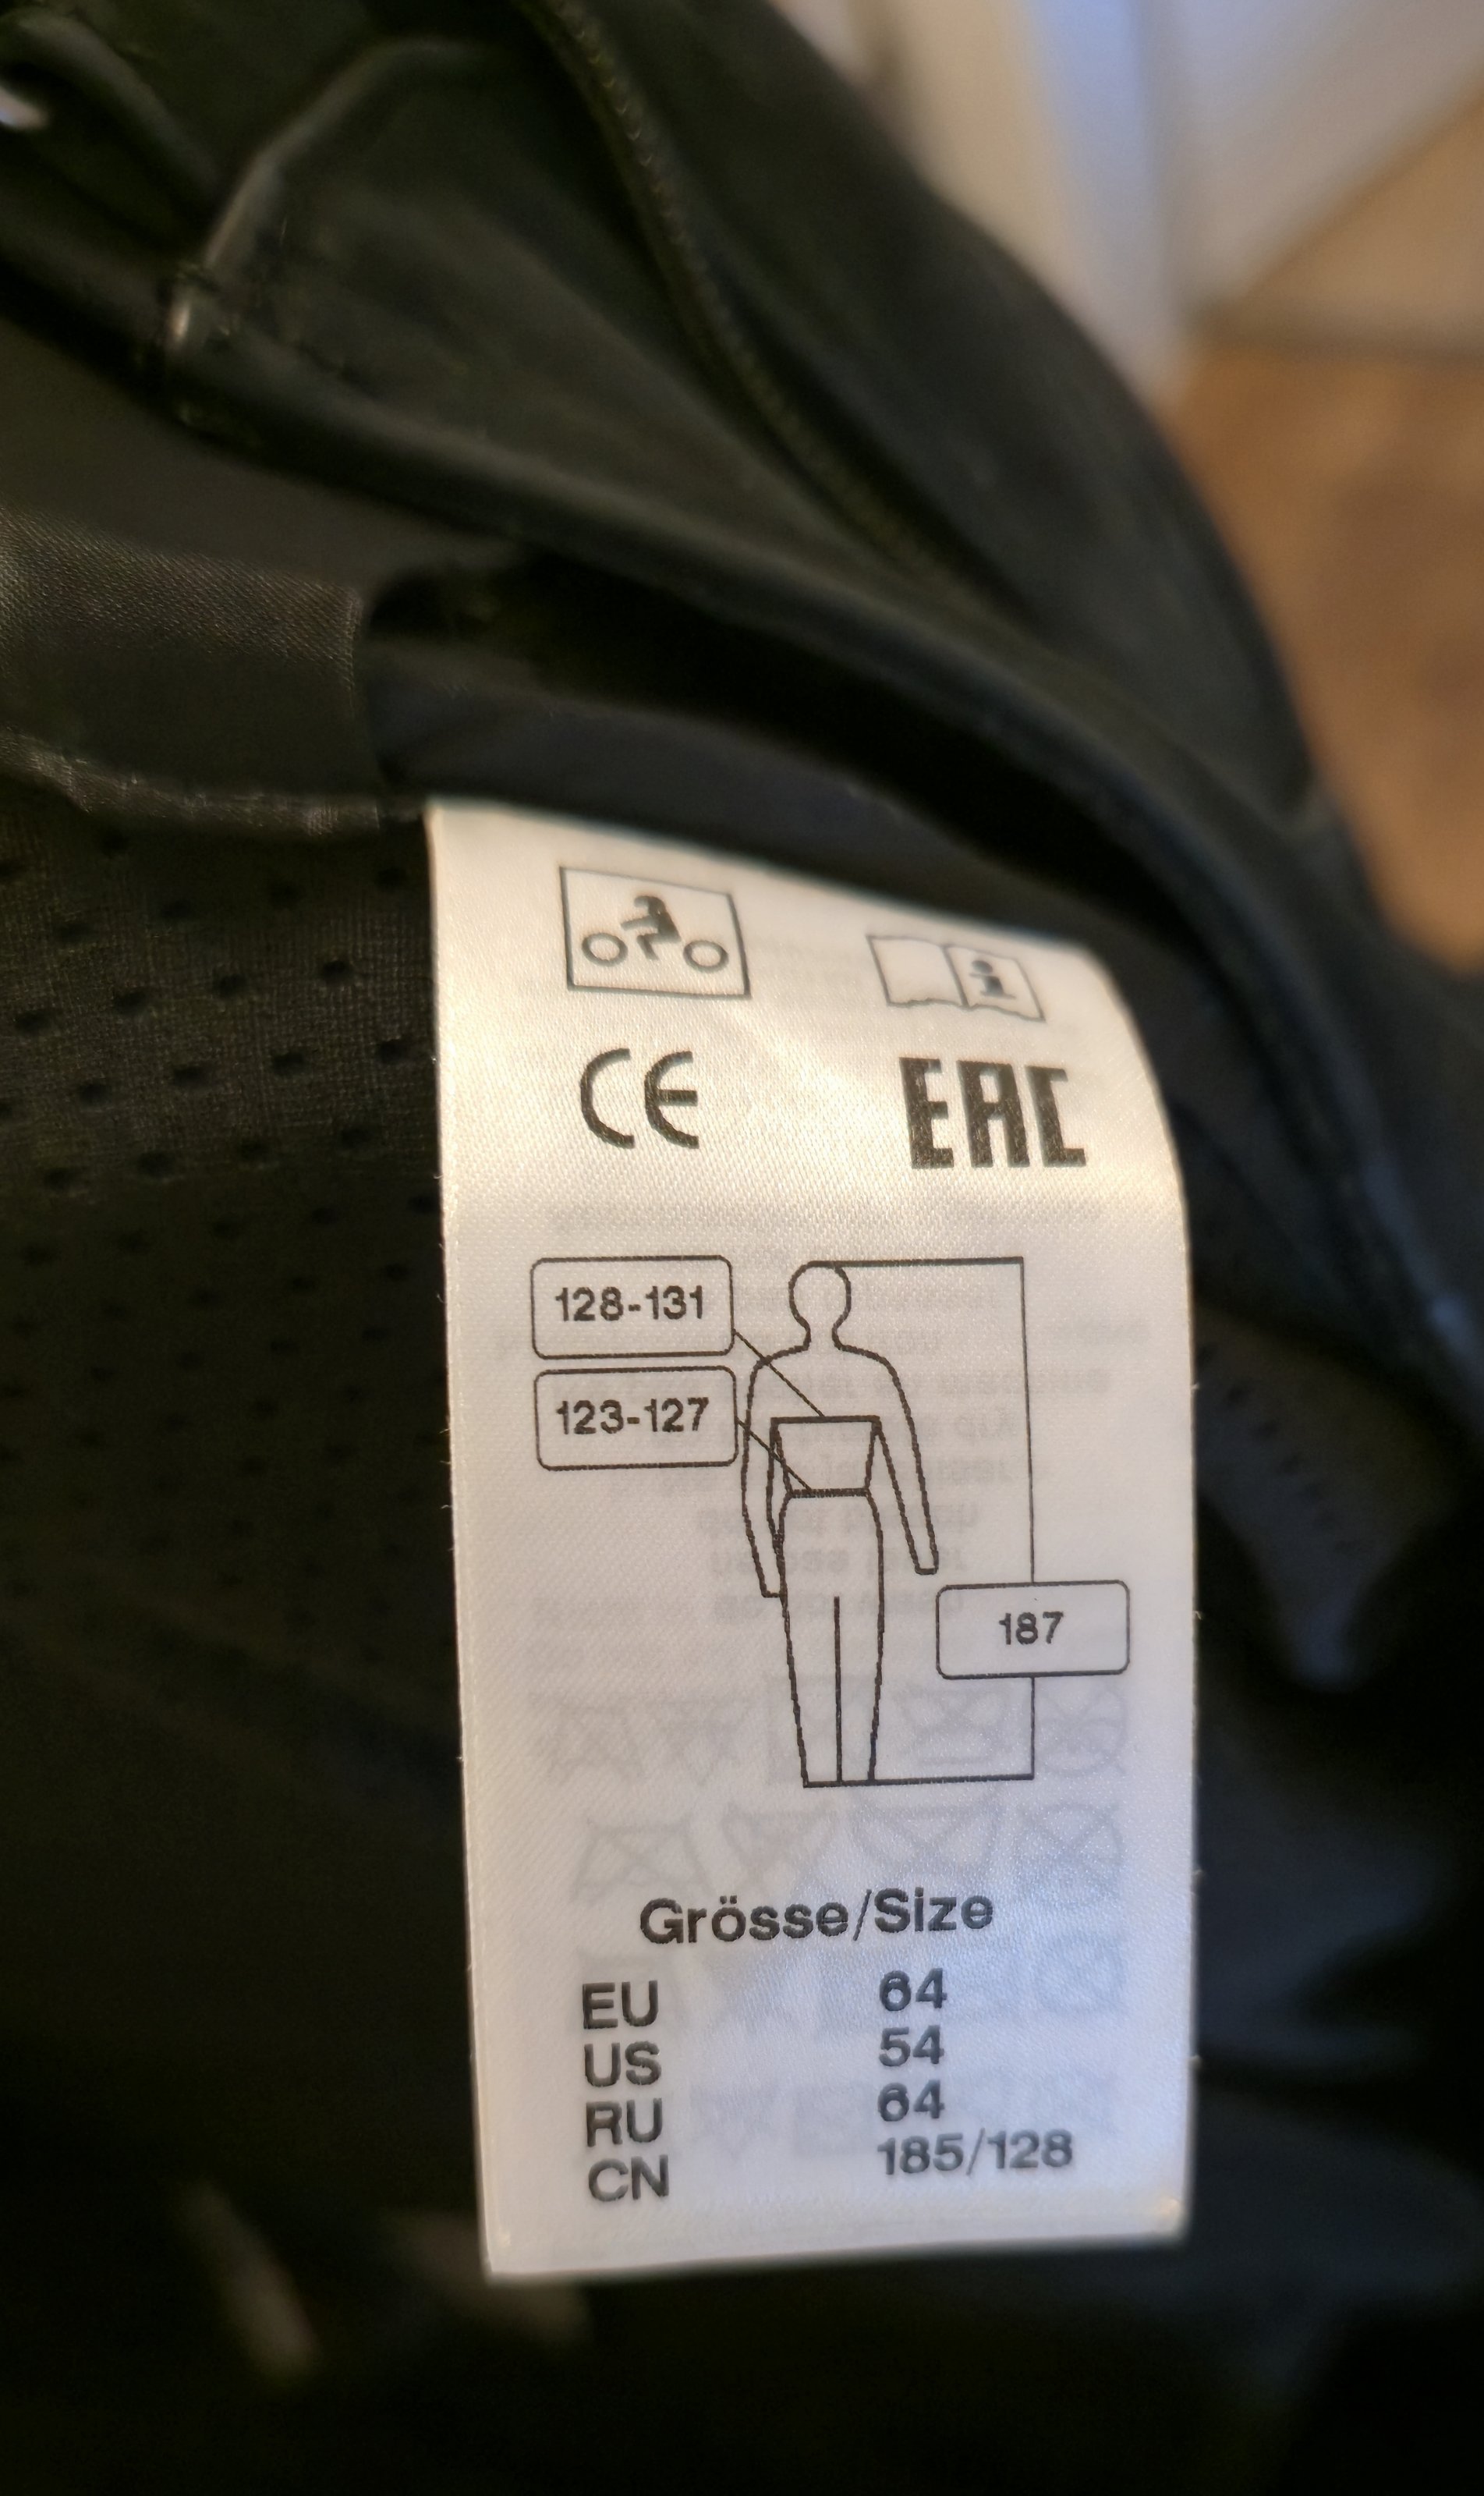 i
CE EAC
128-131
123-127
187
Grösse/Size
EU 64
US 54
RU 64
CN 185/128